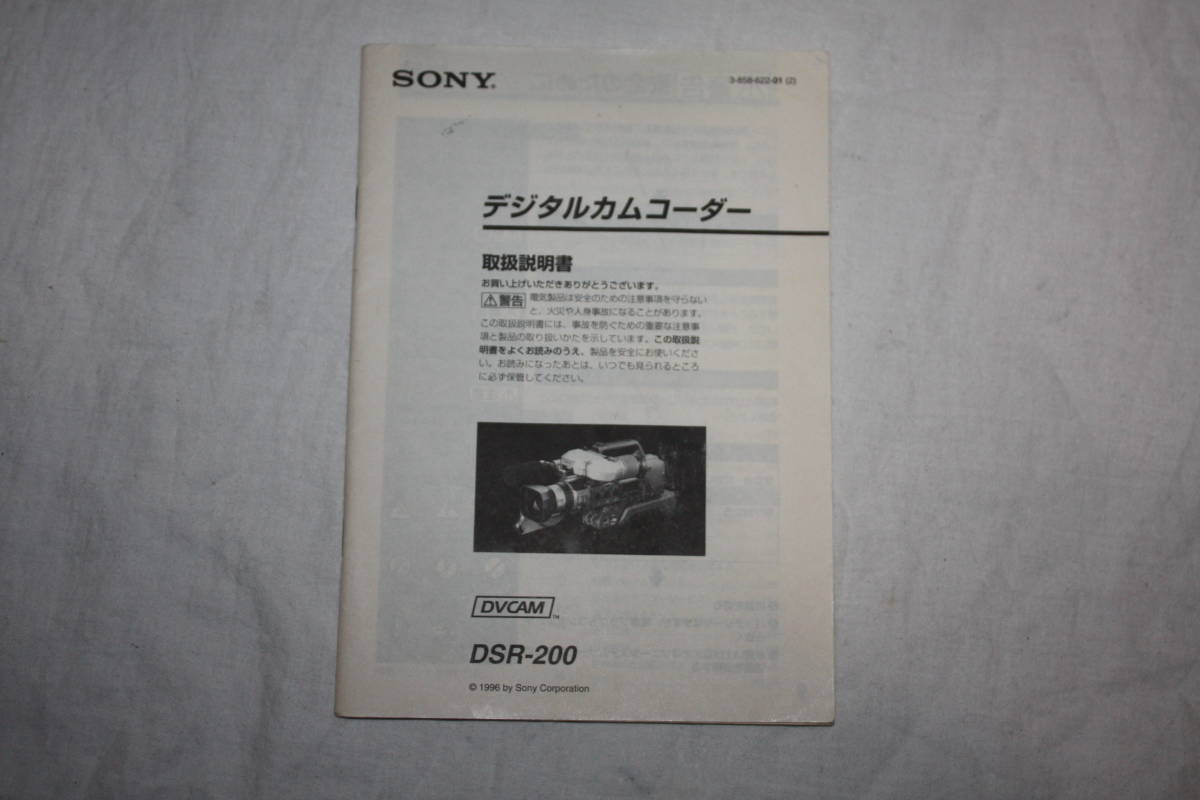 SONY®
3-858-622-01 (2)
デジタルカムコーダー
取扱説明書
お買い上げいただきありがとうございます。
⚠警告 電気製品は安全のための注意事項を守らない
と、火災や人身事故になることがあります。
この取扱説明書には、事故を防ぐための重要な注意事
項と製品の取り扱いかたを示しています。この取扱説
明書をよくお読みのうえ、製品を安全にお使いくださ
い。お読みになったあとは、いつでも見られるところ
に必ず保管してください。
DVCAM™
DSR-200
© 1996 by Sony Corporation